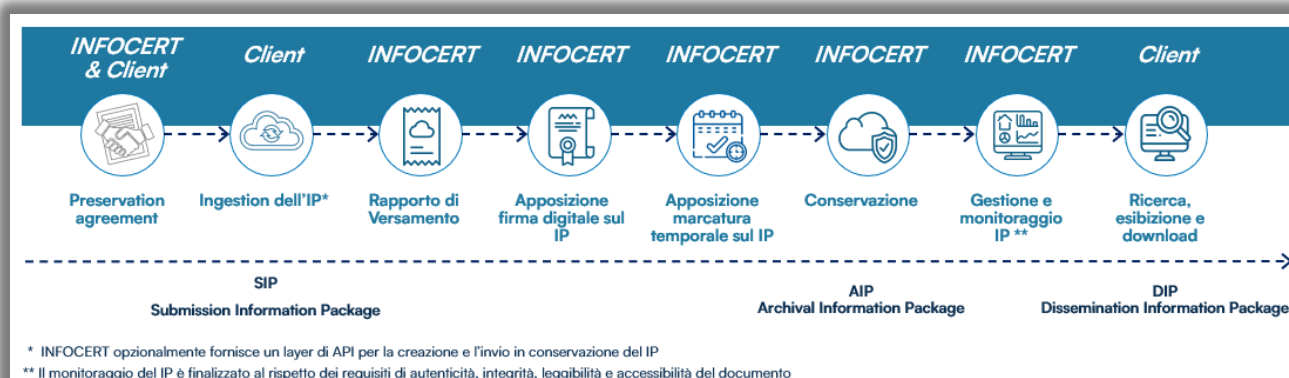 INFOCERT
& Client
Client
INFOCERT
INFOCERT
INFOCERT
INFOCERT
INFOCERT
Client
Preservation
agreement
Ingestion dell'IP*
Rapporto di
Versamento
Apposizione
firma digitale sul
IP
Apposizione
marcatura
temporale sul IP
Conservazione
Gestione e
monitoraggio
IP **
Ricerca,
esibizione e
download
SIP
Submission Information Package
AIP
Archival Information Package
DIP
Dissemination Information Package
* INFOCERT opzionalmente fornisce un layer di API per la creazione e l'invio in conservazione del IP
** Il monitoraggio del IP è finalizzato al rispetto dei requisiti di autenticità, integrità, leggibilità e accessibilità del documento